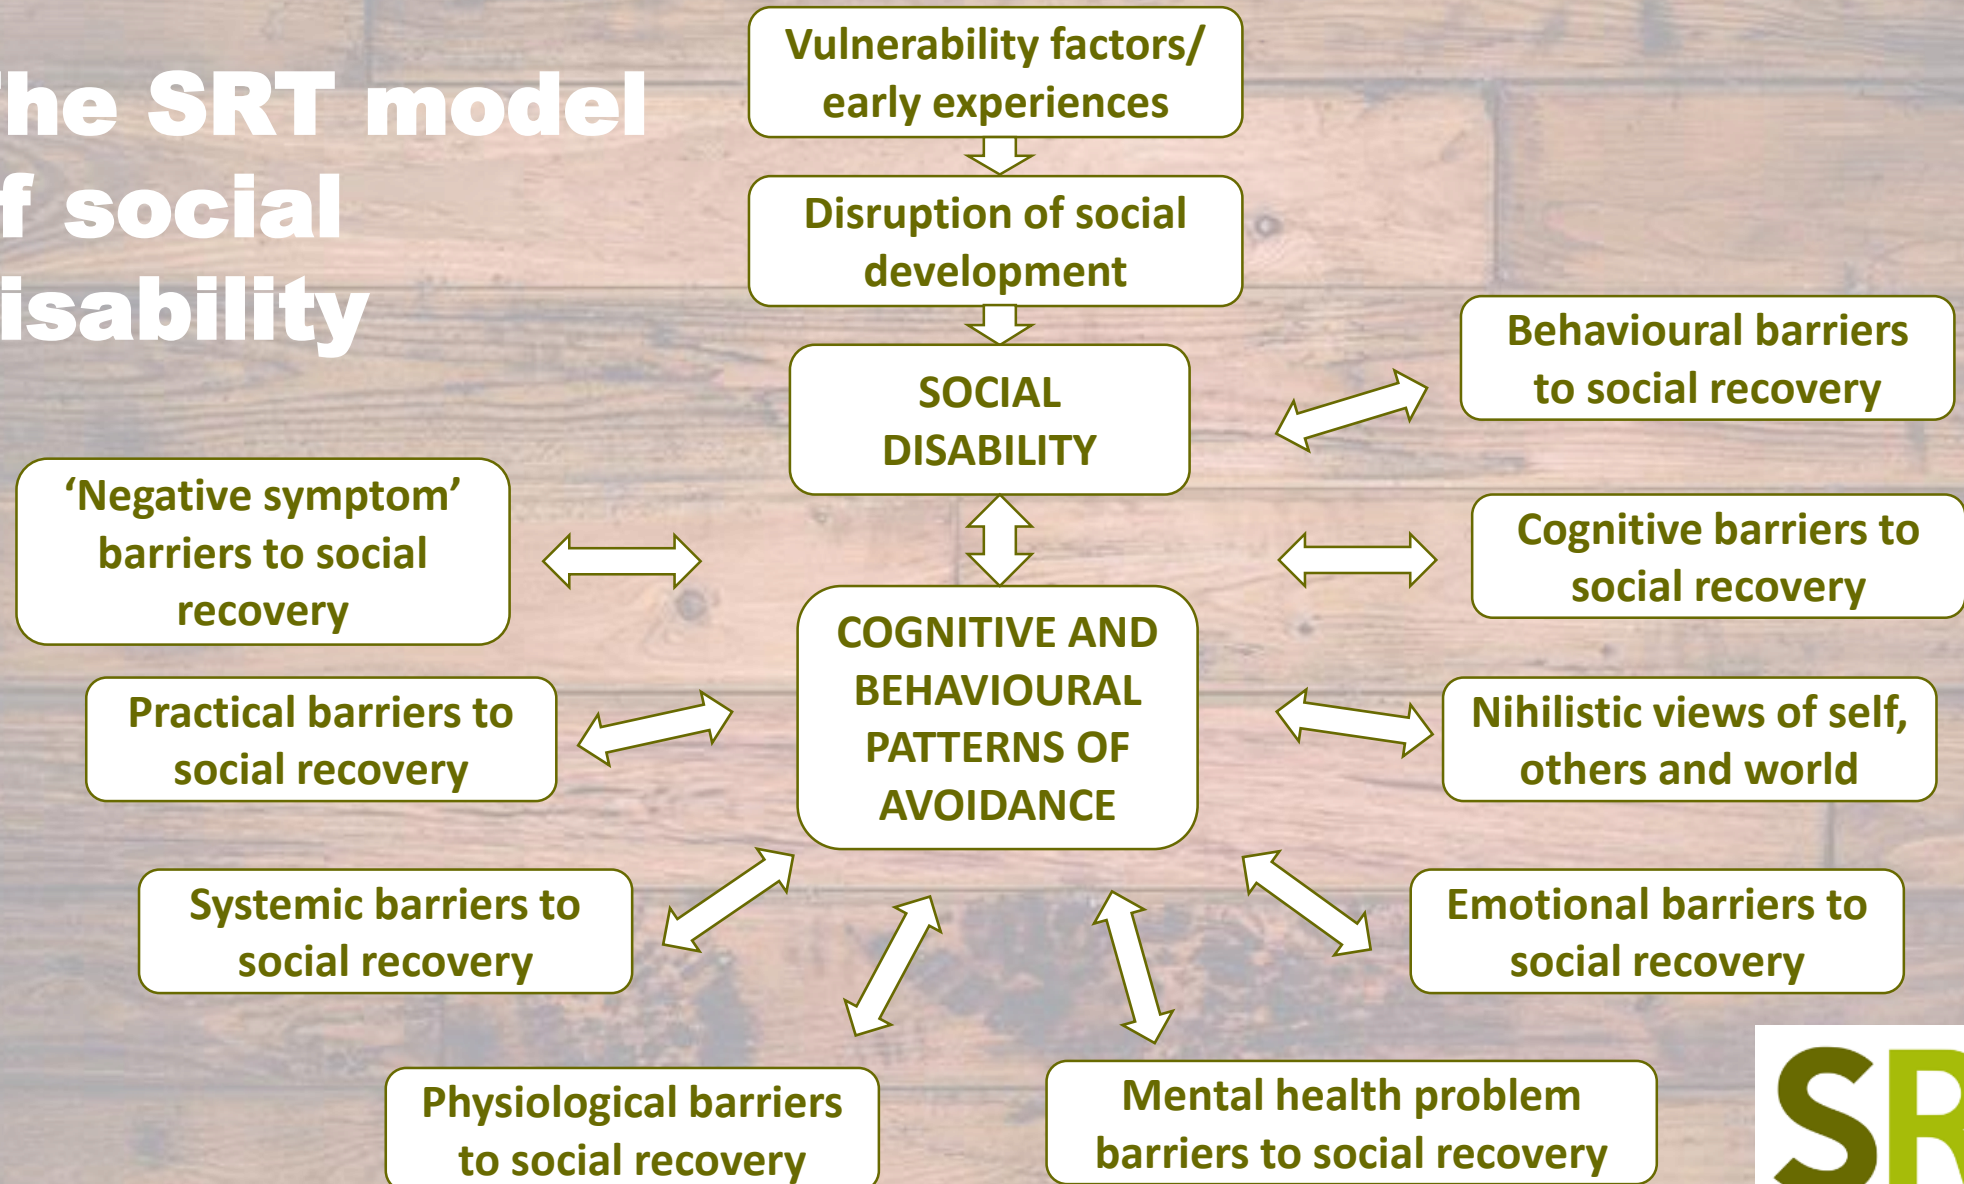 he SRT model
f social
isability
Vulnerability factors/
early experiences
Disruption of social
development
SOCIAL
DISABILITY
Behavioural barriers
to social recovery
‘Negative symptom’
barriers to social
recovery
Cognitive barriers to
social recovery
COGNITIVE AND
BEHAVIOURAL
PATTERNS OF
AVOIDANCE
Practical barriers to
social recovery
Nihilistic views of self,
others and world
Systemic barriers to
social recovery
Emotional barriers to
social recovery
Physiological barriers
to social recovery
Mental health problem
barriers to social recovery
SR